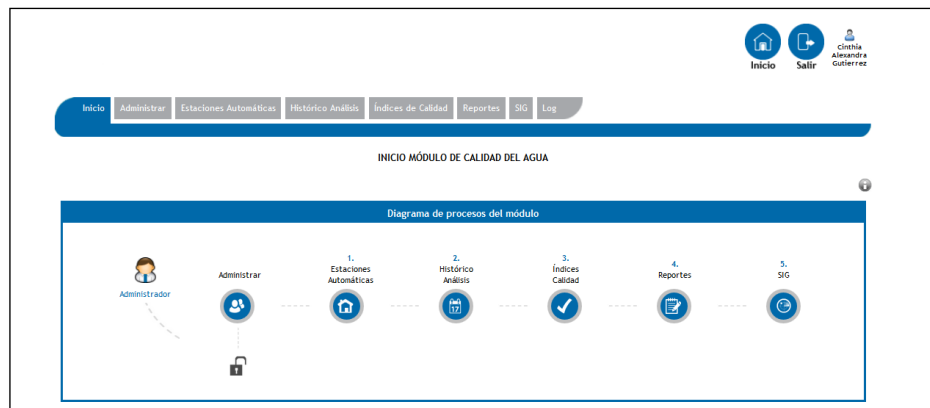 Inicio
Salir
Cinthia
Alexandra
Gutierrez
Inicio
Administrar
Estaciones Automáticas
Histórico Análisis
Índices de Calidad
Reportes
SIG
Log
INICIO MÓDULO DE CALIDAD DEL AGUA
Diagrama de procesos del módulo
Administrador
Administrar
1.
Estaciones
Automáticas
2.
Histórico
Análisis
17
3.
Índices
Calidad
4.
Reportes
5.
SIG